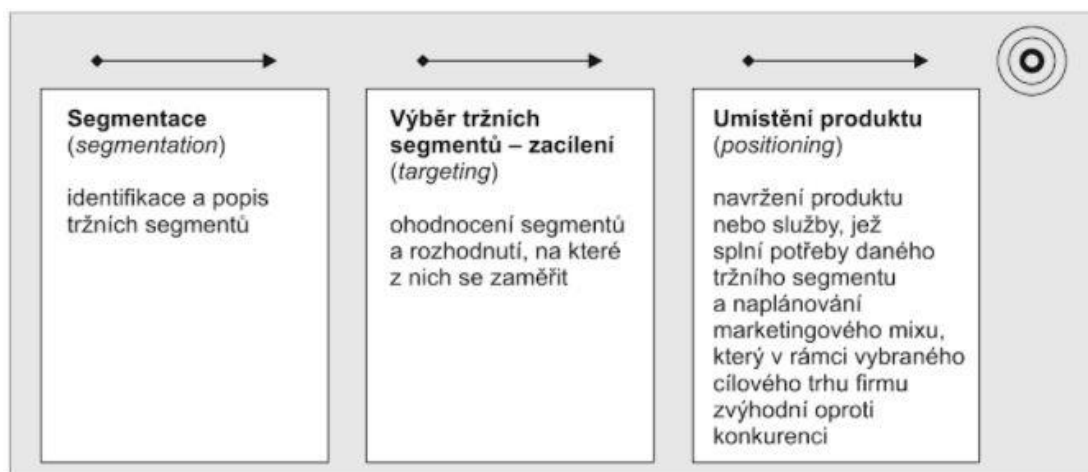 Segmentace
(segmentation)
identifikace a popis
tržních segmentů
Výběr tržních
segmentů – zacílení
(targeting)
ohodnocení segmentů
a rozhodnutí, na které
z nich se zaměřit
Umístění produktu
(positioning)
navržení produktu
nebo služby, jež
splní potřeby daného
tržního segmentu
a naplánování
marketingového mixu,
který v rámci vybraného
cílového trhu firmu
zvýhodní oproti
konkurenci